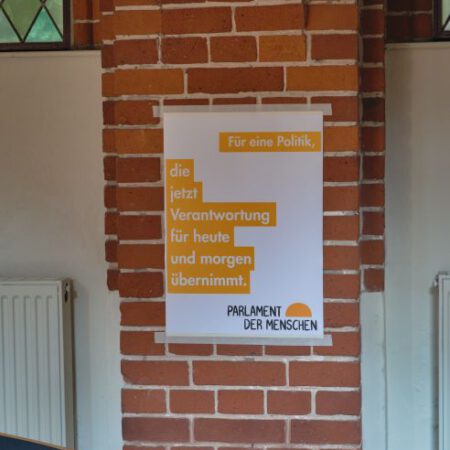 Für eine Politik,
die
jetzt
Verantwortung
für heute
und morgen
übernimmt.
PARLAMENT
DER MENSCHEN